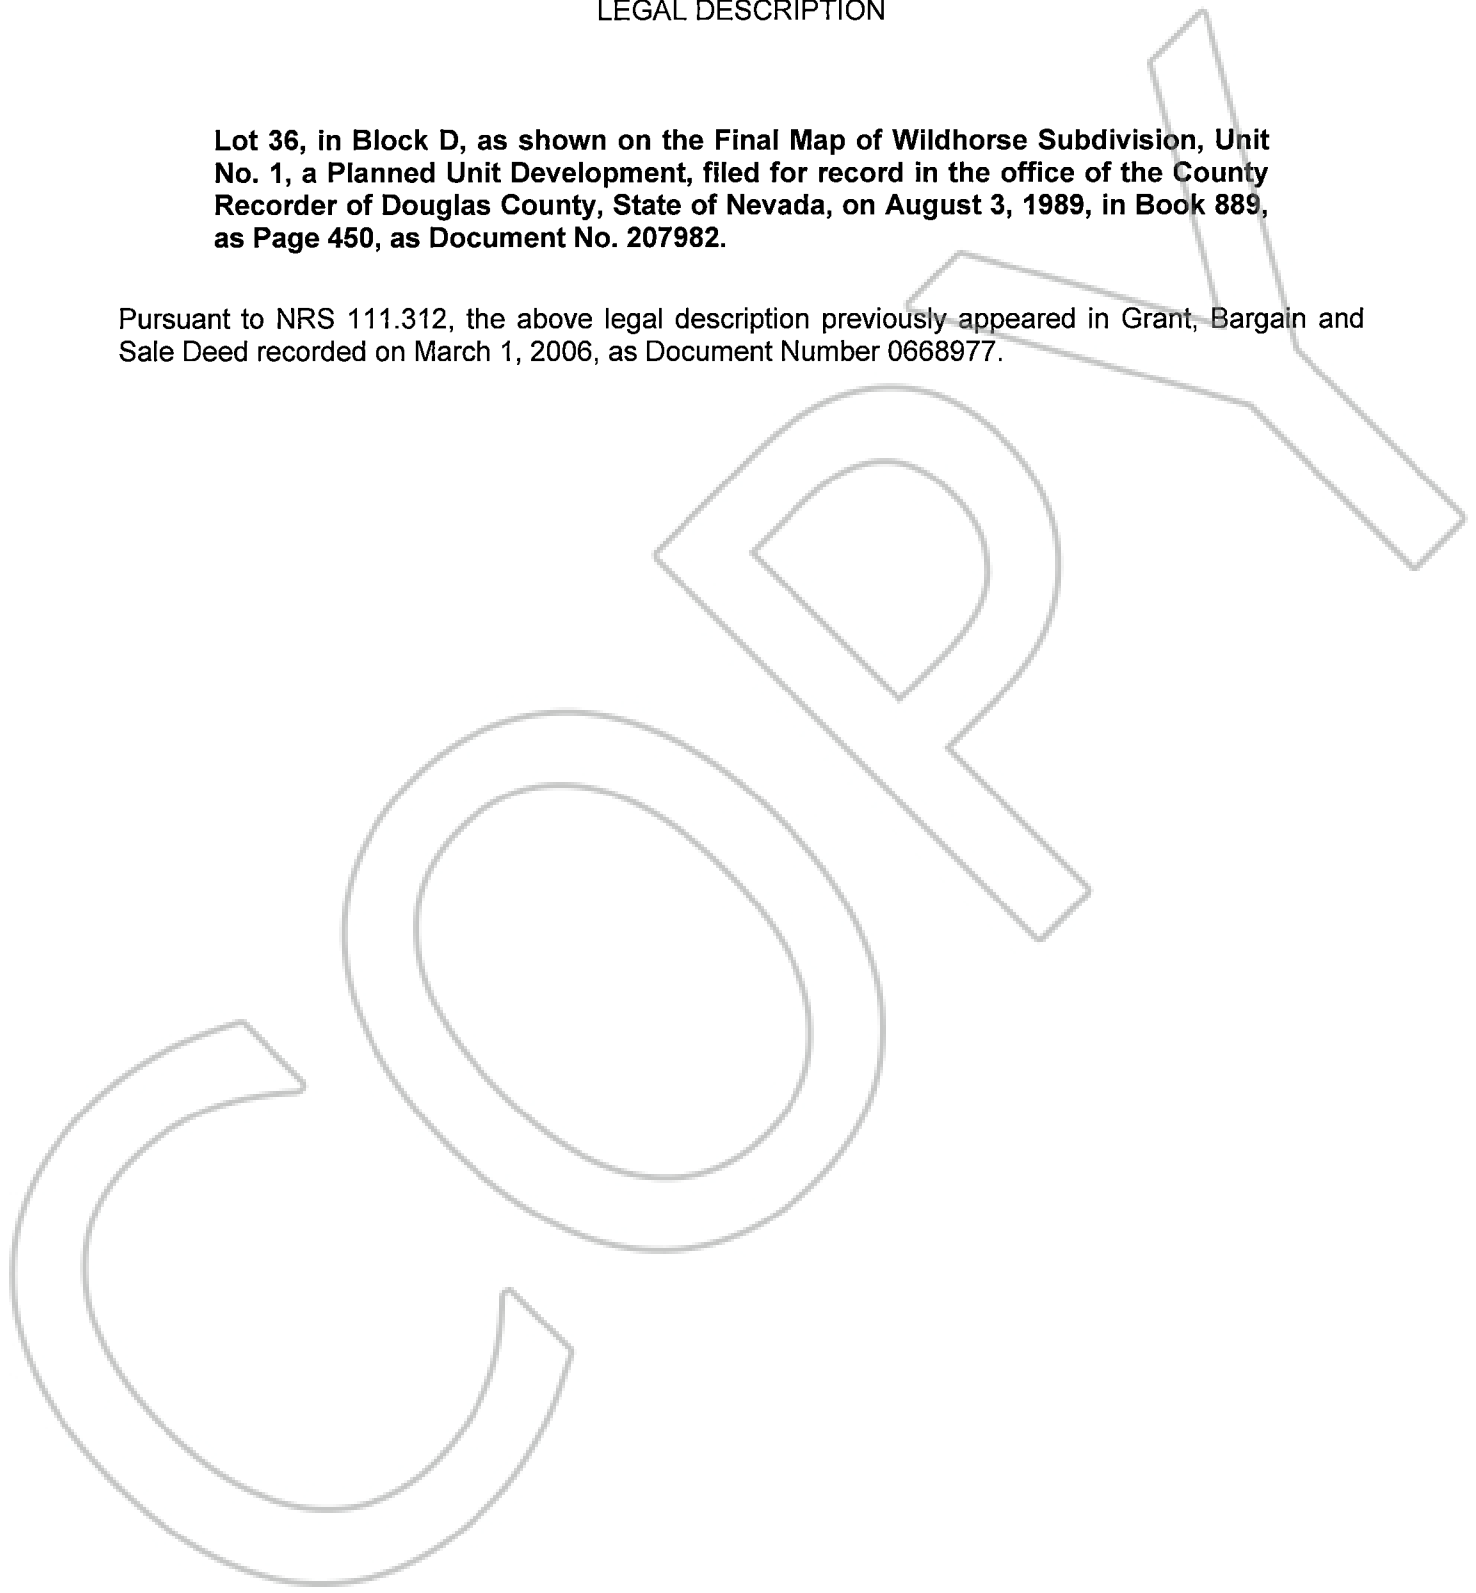 LEGAL DESCRIPTION
Lot 36, in Block D, as shown on the Final Map of Wildhorse Subdivision, Unit
No. 1, a Planned Unit Development, filed for record in the office of the County
Recorder of Douglas County, State of Nevada, on August 3, 1989, in Book 889,
as Page 450, as Document No. 207982.
Pursuant to NRS 111.312, the above legal description previously appeared in Grant, Bargain and
Sale Deed recorded on March 1, 2006, as Document Number 0668977.
COPY